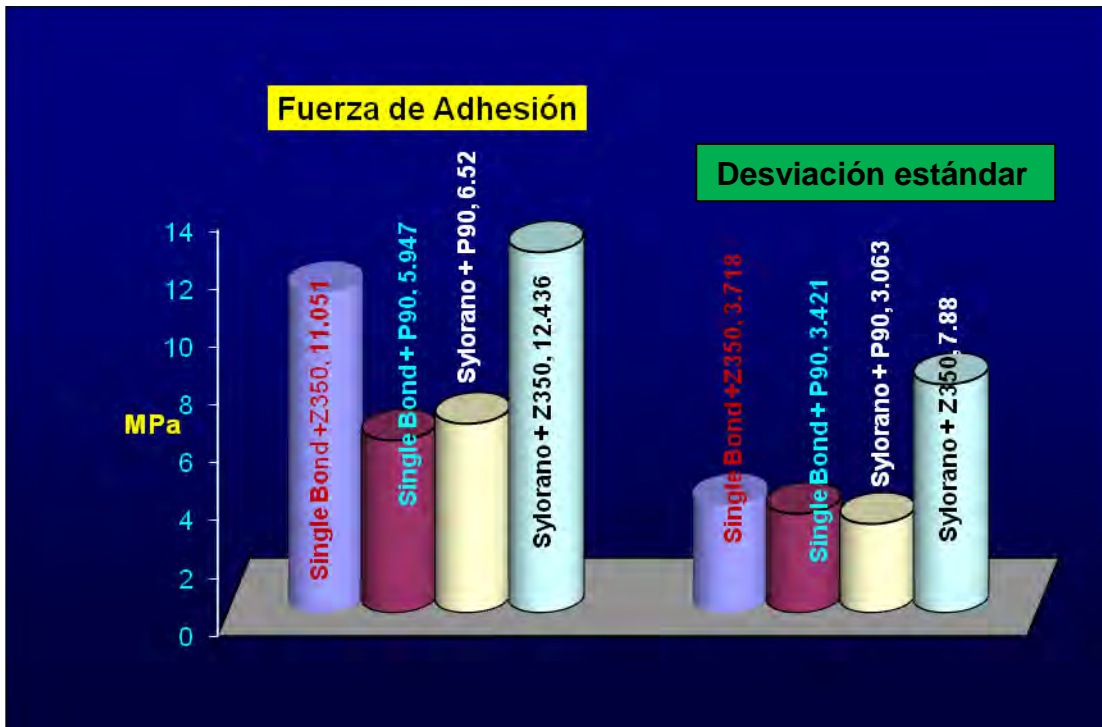 Fuerza de Adhesión
Desviación estándar
MPa
14
12
10
8
6
4
2
0
Single Bond +Z350, 11.051
Single Bond + P90, 5.947
Sylorano + P90, 6.52
Sylorano + Z350, 12.436
Single Bond +Z350, 3.718
Single Bond + P90, 3.421
Sylorano + P90, 3.063
Sylorano + Z350, 7.88